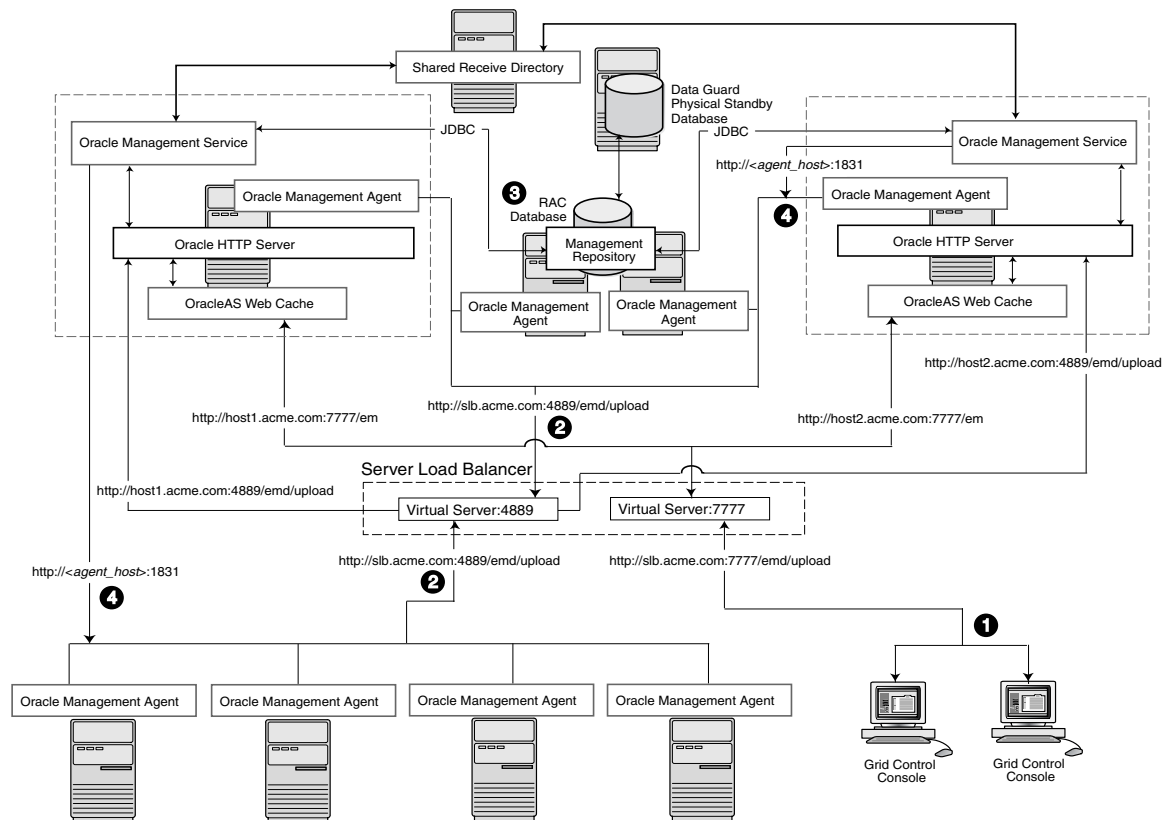 Shared Receive Directory
Data Guard
Physical Standby
Database
Oracle Management Service
JDBC
JDBC
Oracle Management Service
http://<agent_host>:1831
Oracle Management Agent
3
RAC
Database
4
Oracle Management Agent
Oracle HTTP Server
Management
Repository
Oracle HTTP Server
OracleAS Web Cache
Oracle Management
Agent
Oracle Management
Agent
OracleAS Web Cache
http://host2.acme.com:4889/emd/upload
http://host1.acme.com:7777/em
http://slb.acme.com:4889/emd/upload
2
http://host2.acme.com:7777/em
Server Load Balancer
http://host1.acme.com:4889/emd/upload
Virtual Server:4889
Virtual Server:7777
http://slb.acme.com:4889/emd/upload
2
http://slb.acme.com:7777/emd/upload
http://<agent_host>:1831
4
1
Oracle Management Agent
Oracle Management Agent
Oracle Management Agent
Oracle Management Agent
Grid Control
Console
Grid Control
Console